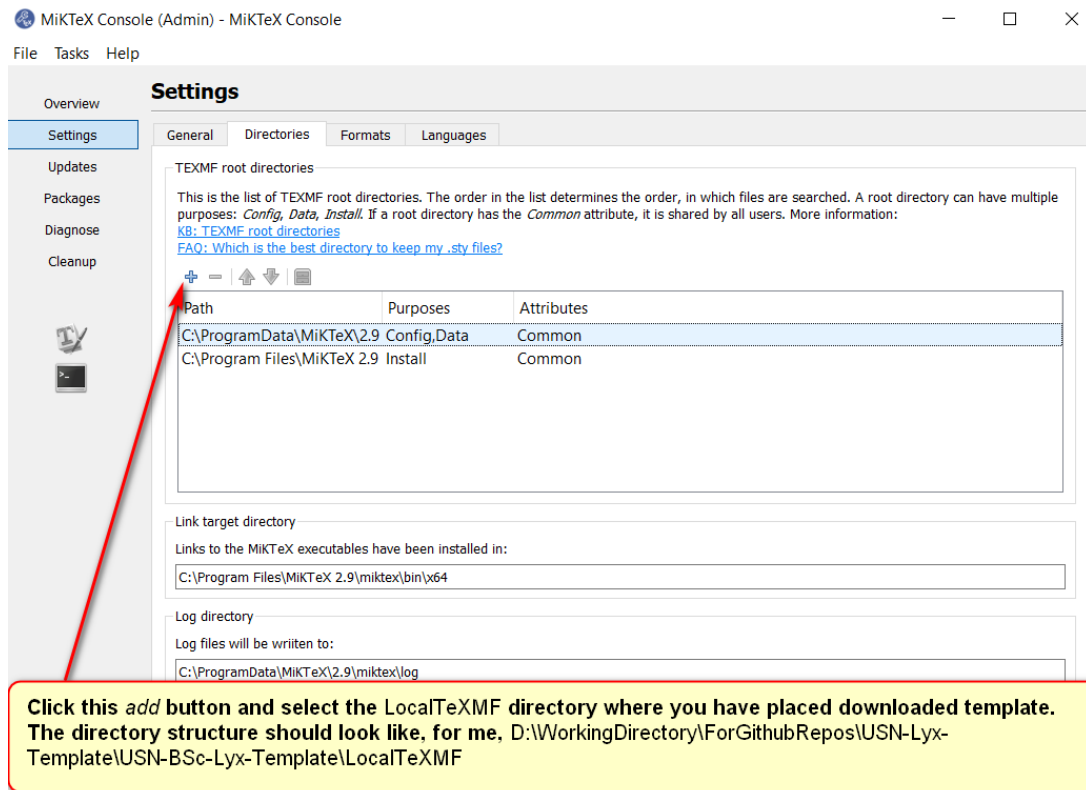 MiKTeX Console (Admin) - MiKTeX Console
File Tasks Help
Overview
Settings
Updates
Packages
Diagnose
Cleanup
Settings
General Directories Formats Languages
TEXMF root directories
This is the list of TEXMF root directories. The order in the list determines the order, in which files are searched. A root directory can have multiple
purposes: Config, Data, Install. If a root directory has the Common attribute, it is shared by all users. More information:
KB: TEXMF root directories
FAQ: Which is the best directory to keep my .sty files?
Path Purposes Attributes
C:\ProgramData\MiKTeX\2.9 Config,Data Common
C:\Program Files\MiKTeX 2.9 Install Common
Link target directory
Links to the MiKTeX executables have been installed in:
C:\Program Files\MiKTeX 2.9\miktex\bin\x64
Log directory
Log files will be wriiten to:
C:\ProgramData\MiKTeX\2.9\miktex\log
Click this add button and select the LocalTeXMF directory where you have placed downloaded template.
The directory structure should look like, for me, D:\WorkingDirectory\ForGithubRepos\USN-Lyx-
Template\USN-BSc-Lyx-Template\LocalTeXMF